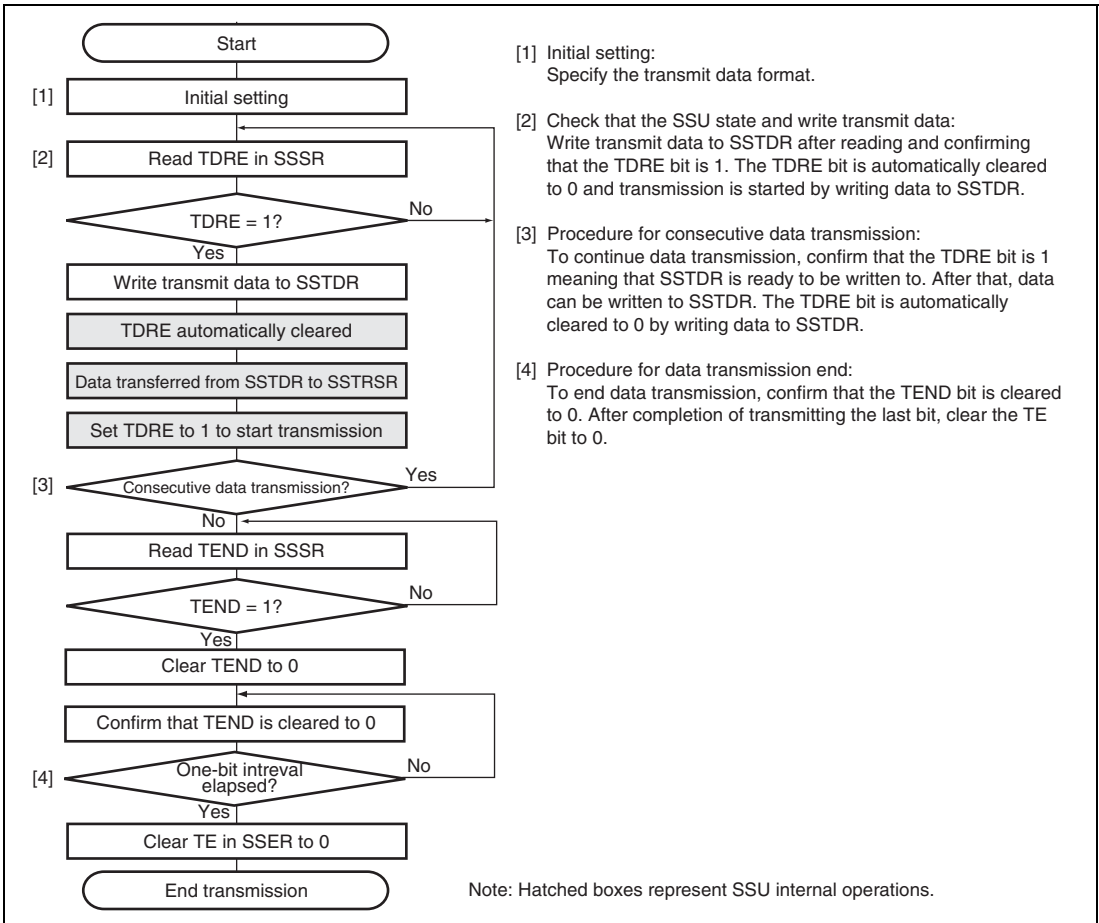 Start
[1] Initial setting
[2] Read TDRE in SSSR
TDRE = 1?
No
Yes
Write transmit data to SSTDR
TDRE automatically cleared
Data transferred from SSTDR to SSTRSR
Set TDRE to 1 to start transmission
[3] Consecutive data transmission?
Yes
No
Read TEND in SSSR
TEND = 1?
No
Yes
Clear TEND to 0
Confirm that TEND is cleared to 0
[4] One-bit intreval
elapsed?
No
Yes
Clear TE in SSER to 0
End transmission
[1] Initial setting:
Specify the transmit data format.
[2] Check that the SSU state and write transmit data:
Write transmit data to SSTDR after reading and confirming
that the TDRE bit is 1. The TDRE bit is automatically cleared
to 0 and transmission is started by writing data to SSTDR.
[3] Procedure for consecutive data transmission:
To continue data transmission, confirm that the TDRE bit is 1
meaning that SSTDR is ready to be written to. After that, data
can be written to SSTDR. The TDRE bit is automatically
cleared to 0 by writing data to SSTDR.
[4] Procedure for data transmission end:
To end data transmission, confirm that the TEND bit is cleared
to 0. After completion of transmitting the last bit, clear the TE
bit to 0.
Note: Hatched boxes represent SSU internal operations.